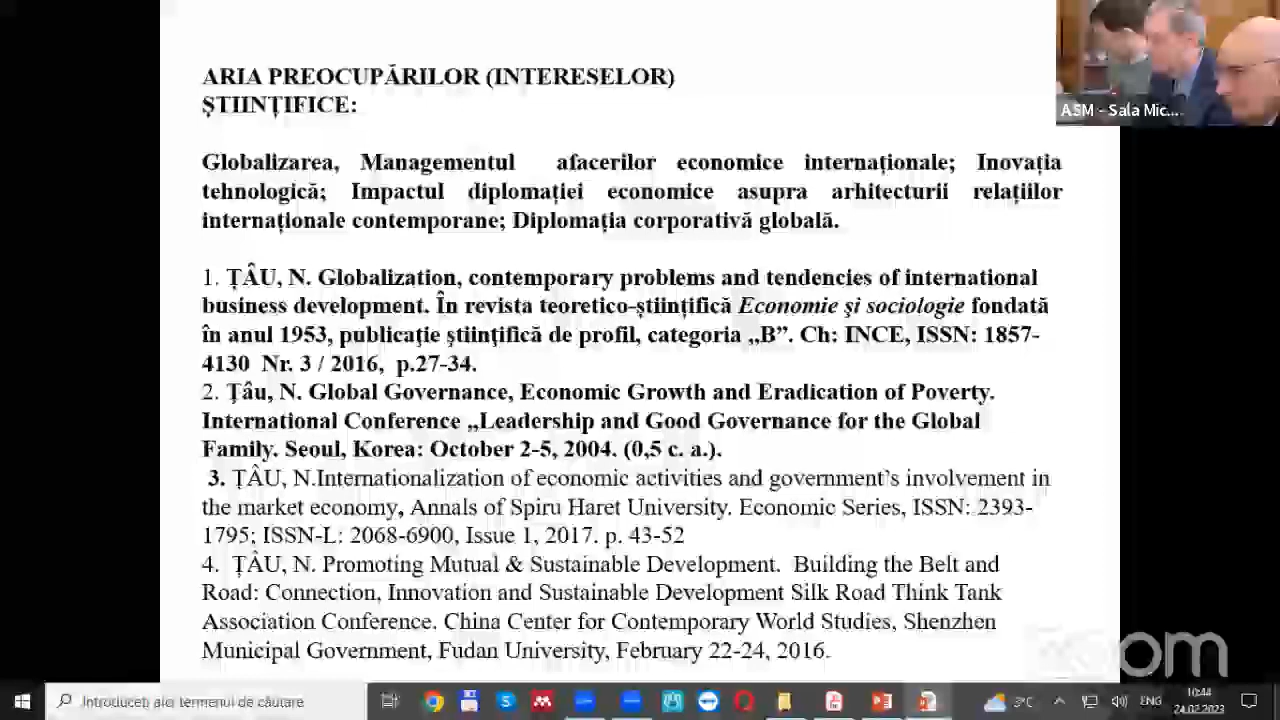 ARIA PREOCUPĂRILOR (INTERESELOR)
ȘTIINȚIFICE:
Globalizarea, Managementul afacerilor economice internaționale; Inovația
tehnologică; Impactul diplomației economice asupra arhitecturii relațiilor
internaționale contemporane; Diplomația corporativă globală.
1. ȚÂU, N. Globalization, contemporary problems and tendencies of international
business development. În revista teoretico-științifică Economie şi sociologie fondată
în anul 1953, publicaţie ştiinţifică de profil, categoria „B”. Ch: INCE, ISSN: 1857-
4130 Nr. 3 / 2016, p.27-34.
2. Ţâu, N. Global Governance, Economic Growth and Eradication of Poverty.
International Conference „Leadership and Good Governance for the Global
Family. Seoul, Korea: October 2-5, 2004. (0,5 c. a.).
3. ȚÂU, N.Internationalization of economic activities and government’s involvement in
the market economy, Annals of Spiru Haret University. Economic Series, ISSN: 2393-
1795; ISSN-L: 2068-6900, Issue 1, 2017. p. 43-52
4. ȚÂU, N. Promoting Mutual & Sustainable Development. Building the Belt and
Road: Connection, Innovation and Sustainable Development Silk Road Think Tank
Association Conference. China Center for Contemporary World Studies, Shenzhen
Municipal Government, Fudan University, February 22-24, 2016.
ASM - Sala Mic...
zoom
Introduceți aici termenul de căutare
3°C
ENG
10:44
24.02.2023